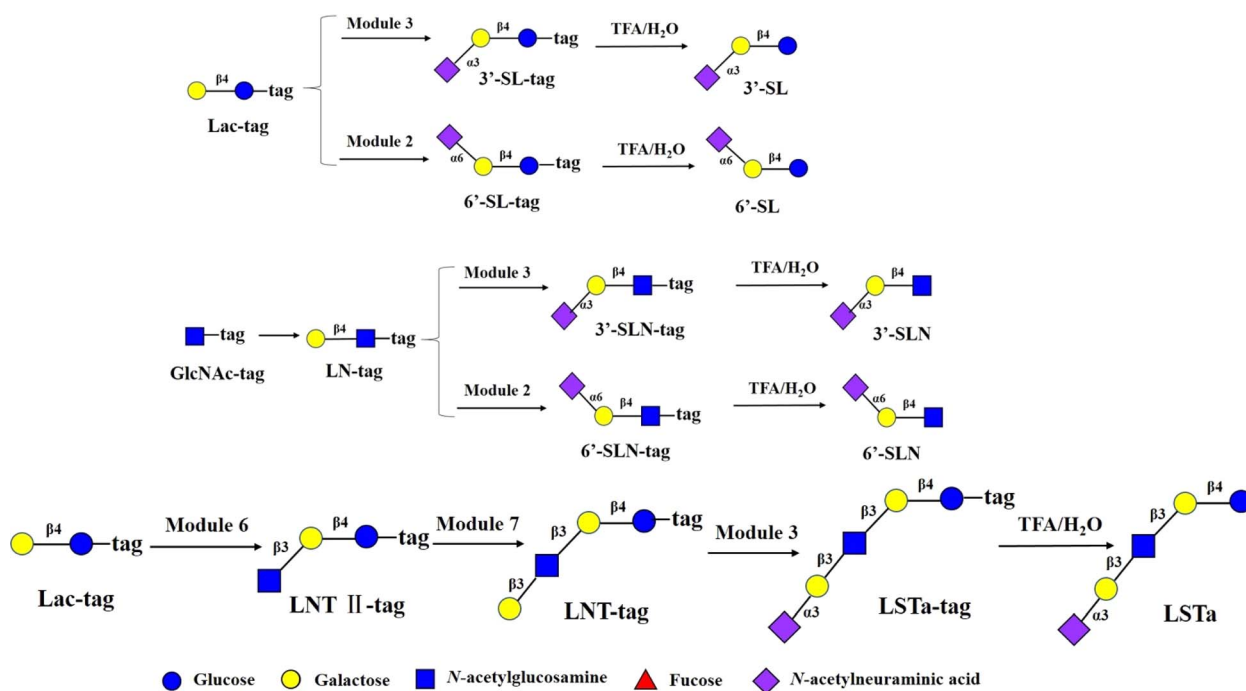 Module 3
TFA/H₂O
β4
tag
β4
α3
3’-SL-tag
α3
3’-SL
β4
tag
Lac-tag
Module 2
TFA/H₂O
α6
β4
tag
α6
β4
6’-SL-tag
6’-SL
Module 3
TFA/H₂O
β4
tag
β4
α3
α3
3’-SLN-tag
3’-SLN
tag
β4
tag
GlcNAc-tag
LN-tag
Module 2
TFA/H₂O
α6
β4
tag
α6
β4
6’-SLN-tag
6’-SLN
β4
tag
Module 6
β4
tag
β3
Module 7
β4
tag
β3
β3
Module 3
β4
tag
β3
β3
α3
TFA/H₂O
β4
β3
β3
α3
Lac-tag
LNT Ⅱ-tag
LNT-tag
LSTa-tag
LSTa
Glucose Galactose N-acetylglucosamine Fucose N-acetylneuraminic acid